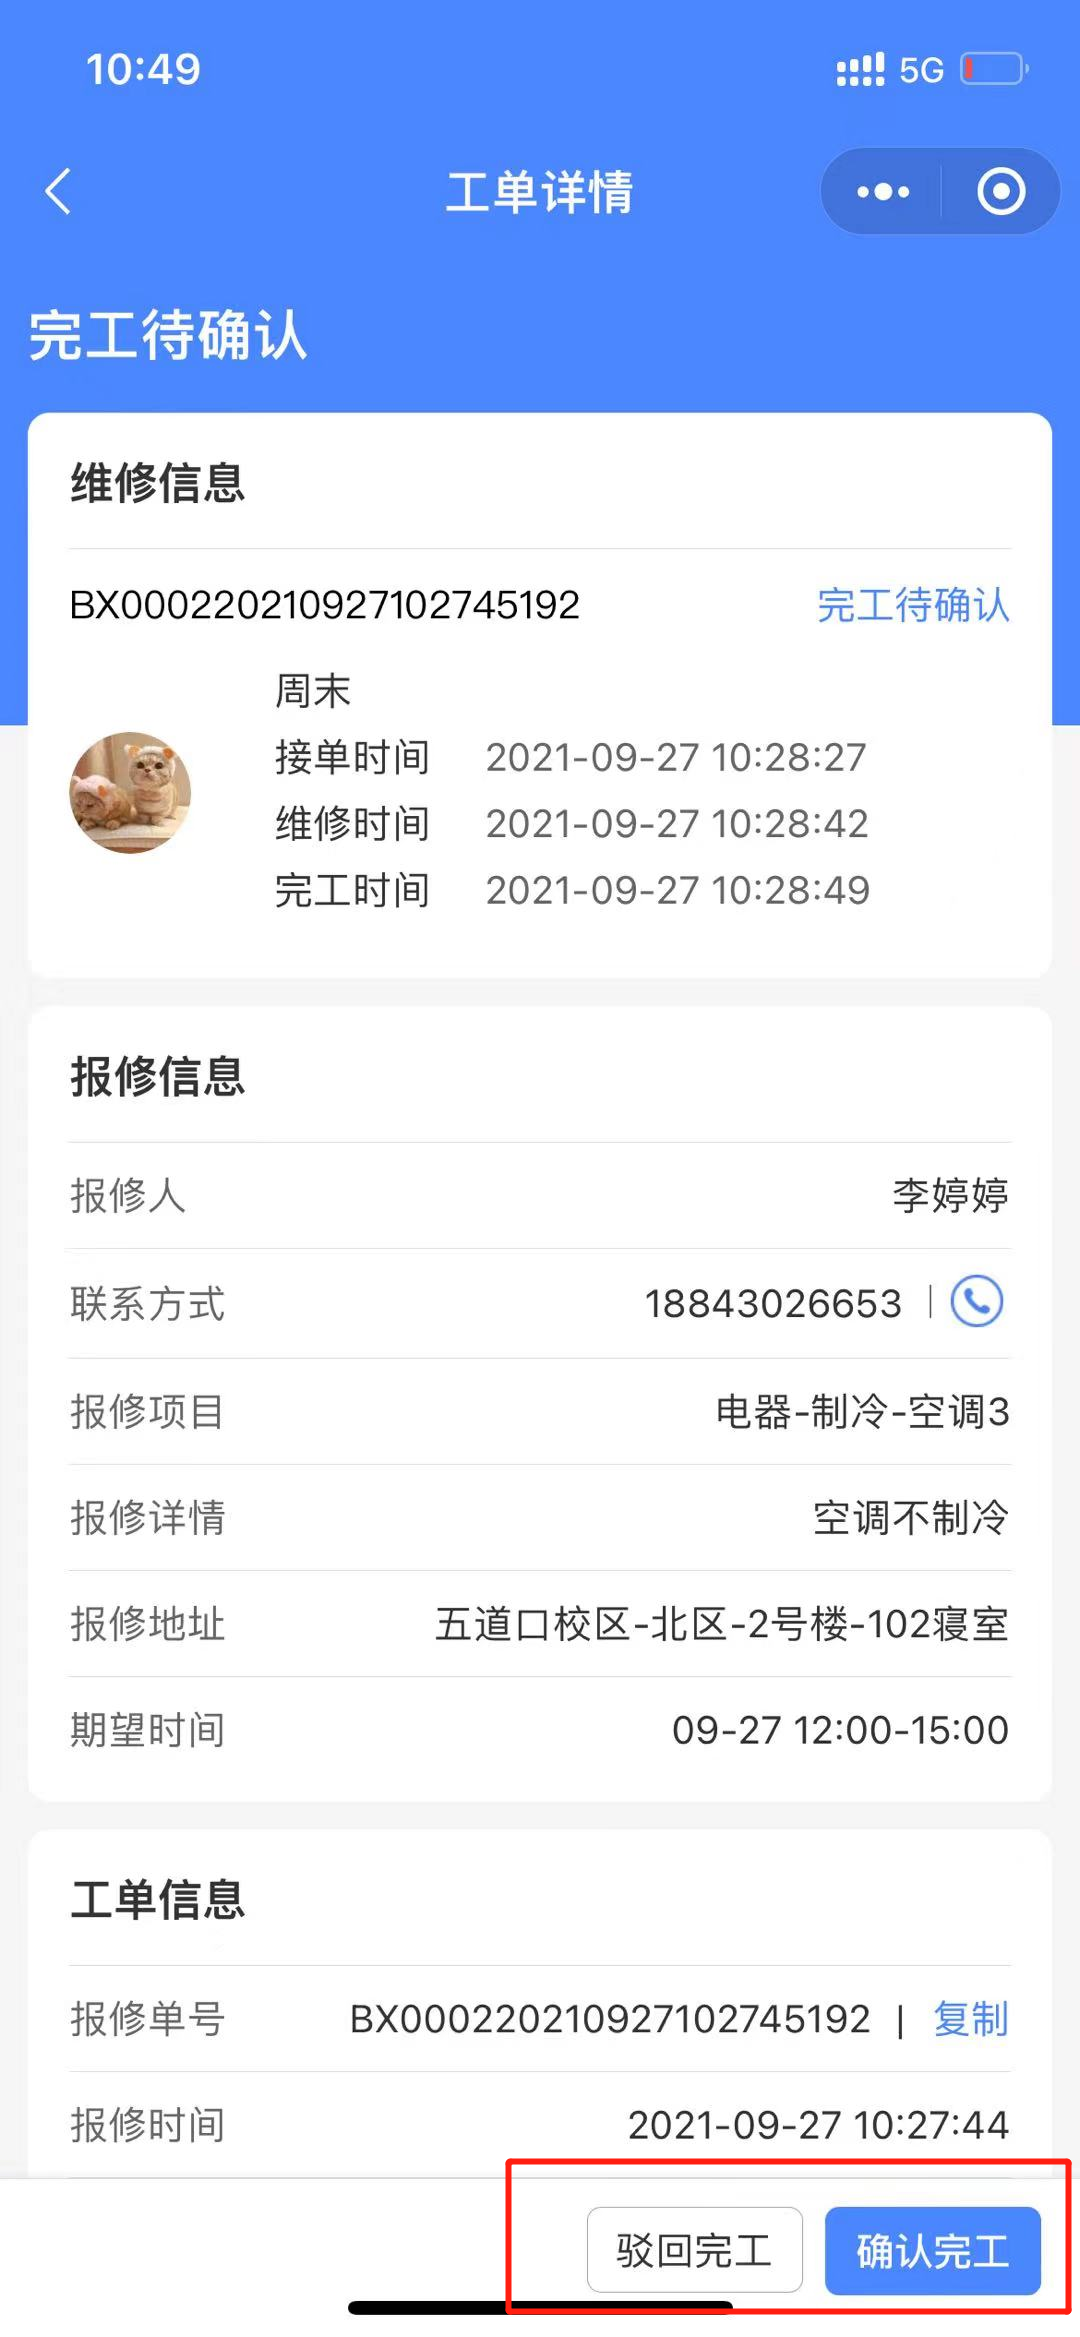 10:49
5G
工单详情
完工待确认
维修信息
BX000220210927102745192 完工待确认
周末
接单时间 2021-09-27 10:28:27
维修时间 2021-09-27 10:28:42
完工时间 2021-09-27 10:28:49
报修信息
报修人 李婷婷
联系方式 18843026653
报修项目 电器-制冷-空调3
报修详情 空调不制冷
报修地址 五道口校区-北区-2号楼-102寝室
期望时间 09-27 12:00-15:00
工单信息
报修单号 BX000220210927102745192 | 复制
报修时间 2021-09-27 10:27:44
驳回完工 确认完工